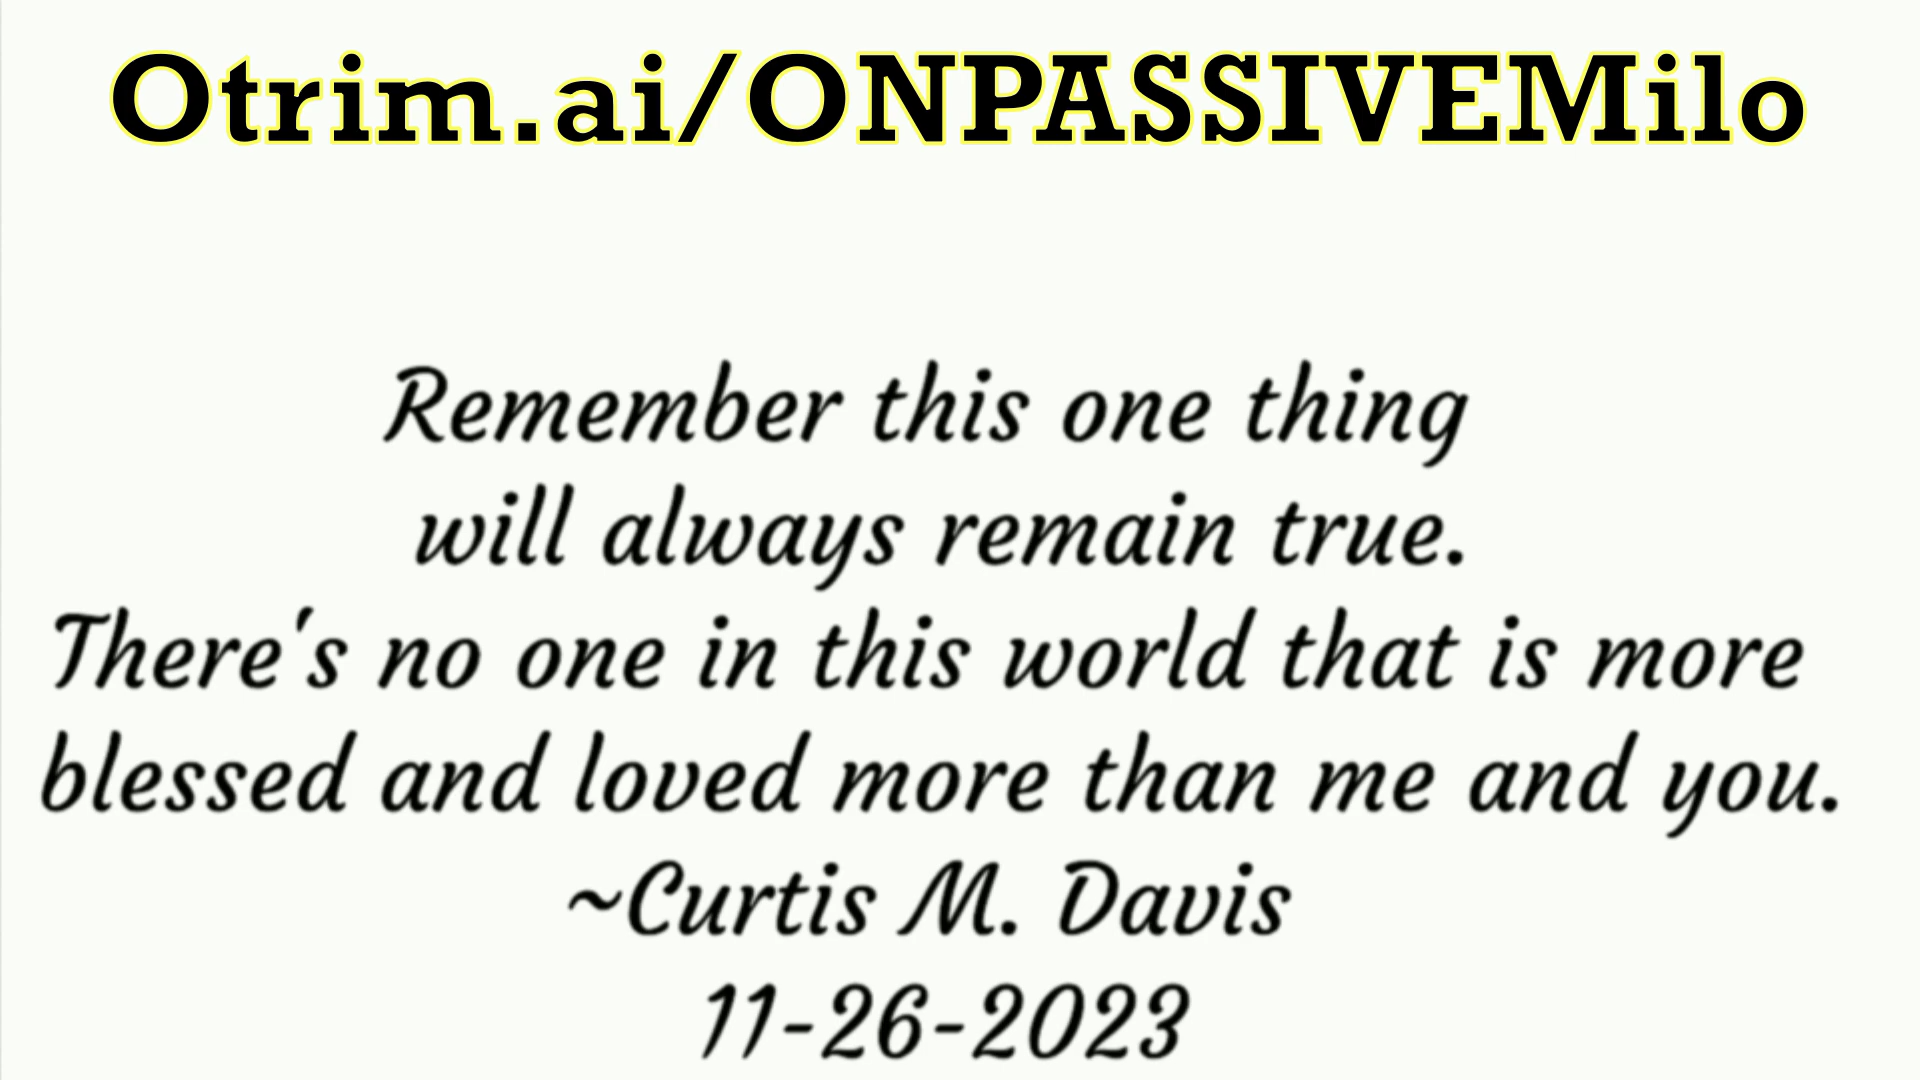 Otrim.ai/ONPASSIVEMilo
Remember this one thing
will always remain true.
There's no one in this world that is more
blessed and loved more than me and you.
~Curtis M. Davis
11-26-2023